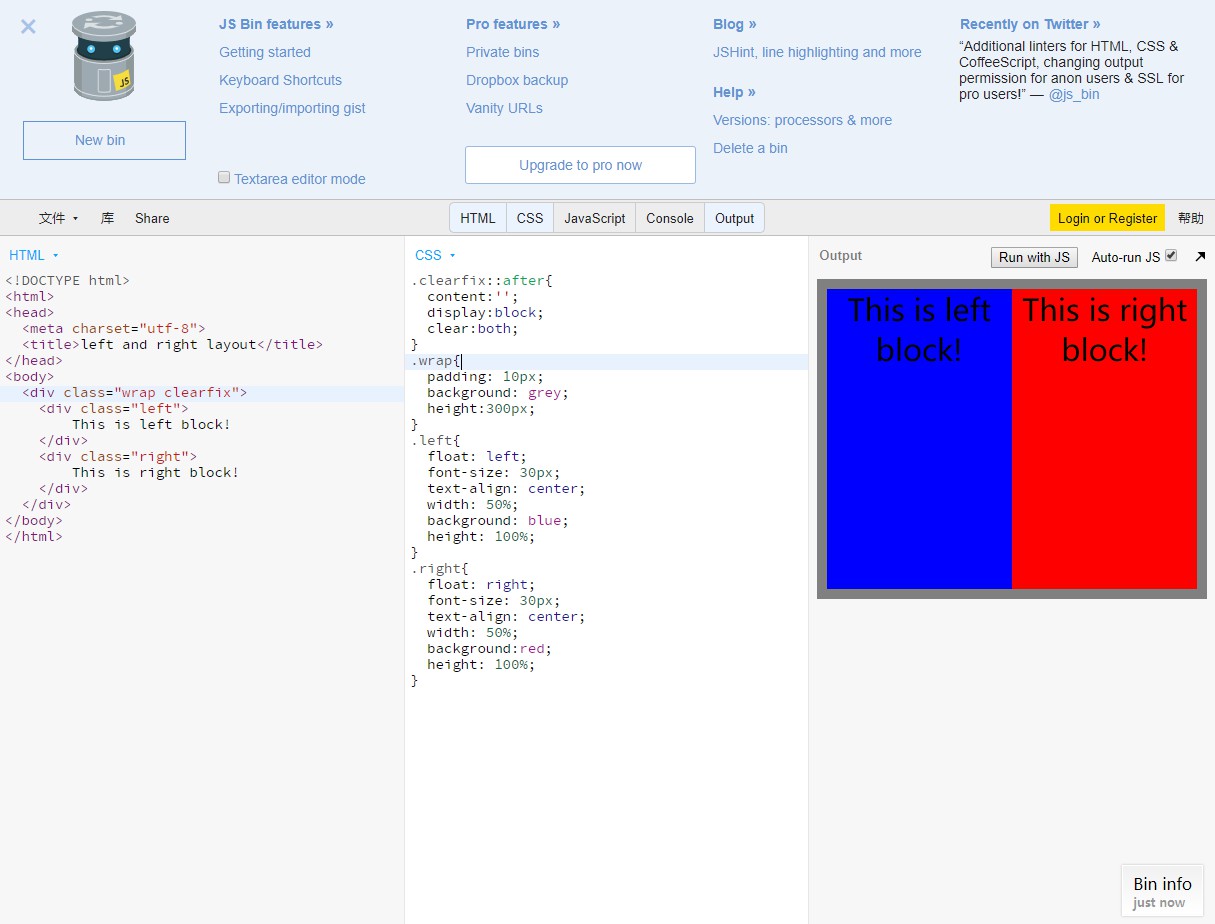 JS
New bin
JS Bin features »
Getting started
Keyboard Shortcuts
Exporting/importing gist
Textarea editor mode
Pro features »
Private bins
Dropbox backup
Vanity URLs
Upgrade to pro now
Blog »
JSHint, line highlighting and more
Help »
Versions: processors & more
Delete a bin
Recently on Twitter »
“Additional linters for HTML, CSS &
CoffeeScript, changing output
permission for anon users & SSL for
pro users!” — @js_bin
文件 库 Share HTML CSS JavaScript Console Output Login or Register 帮助
HTML
<!DOCTYPE html>
<html>
<head>
  <meta charset="utf-8">
  <title>left and right layout</title>
</head>
<body>
  <div class="wrap clearfix">
    <div class="left">
        This is left block!
    </div>
    <div class="right">
        This is right block!
    </div>
  </div>
</body>
</html>
CSS
.clearfix::after{
  content:'';
  display:block;
  clear:both;
}
.wrap{
  padding: 10px;
  background: grey;
  height:300px;
}
.left{
  float: left;
  font-size: 30px;
  text-align: center;
  width: 50%;
  background: blue;
  height: 100%;
}
.right{
  float: right;
  font-size: 30px;
  text-align: center;
  width: 50%;
  background:red;
  height: 100%;
}
Output Run with JS Auto-run JS
This is left
block!
This is right
block!
Bin info
just now